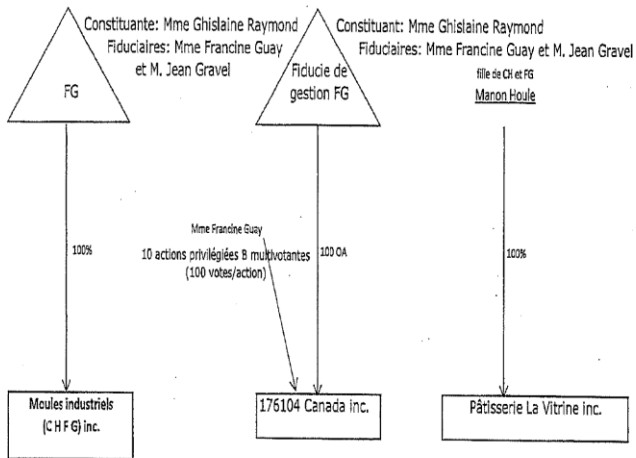 Constituante: Mme Ghislaine Raymond
Fiduciaires: Mme Francine Guay
et M. Jean Gravel
FG
Constituant: Mme Ghislaine Raymond
Fiduciaires: Mme Francine Guay et M. Jean Gravel
Fiducie de
gestion FG
fille de CH et FG
Manon Houle
100%
Mme Francine Guay
10 actions privilégiées B multivotantes
(100 votes/action)
100 OA
100%
Moules industriels
(C H F G) inc.
176104 Canada inc.
Pâtisserie La Vitrine inc.